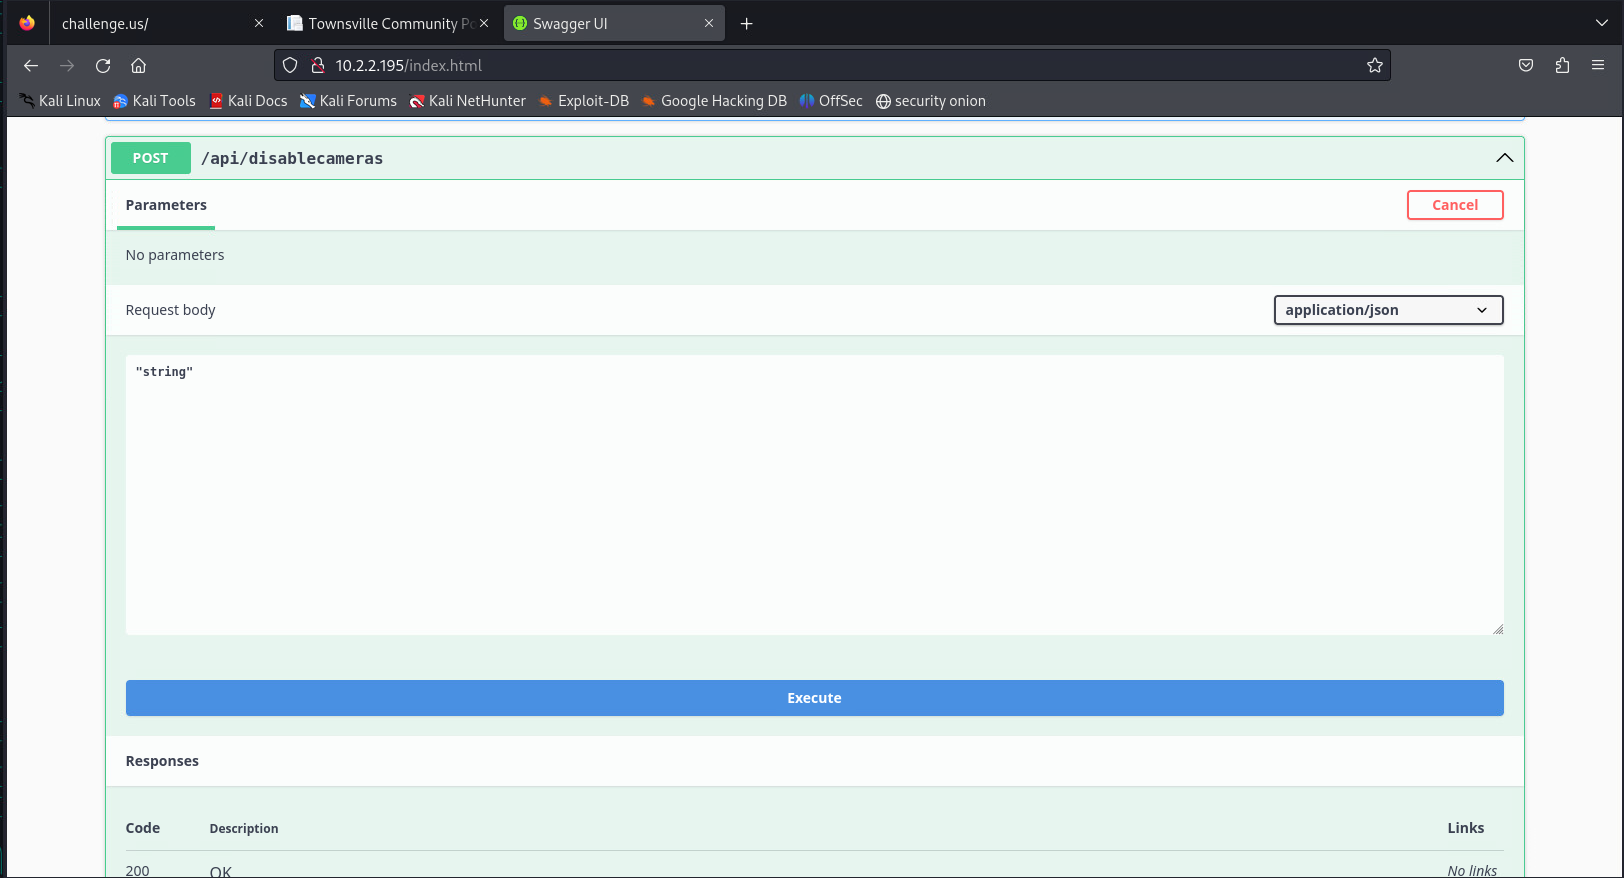 challenge.us/
Townsville Community Po
Swagger UI
10.2.2.195/index.html
Kali Linux
Kali Tools
Kali Docs
Kali Forums
Kali NetHunter
Exploit-DB
Google Hacking DB
OffSec
security onion
POST /api/disablecameras
Parameters
Cancel
No parameters
Request body
application/json
"string"
Execute
Responses
Code Description Links
200 OK No links